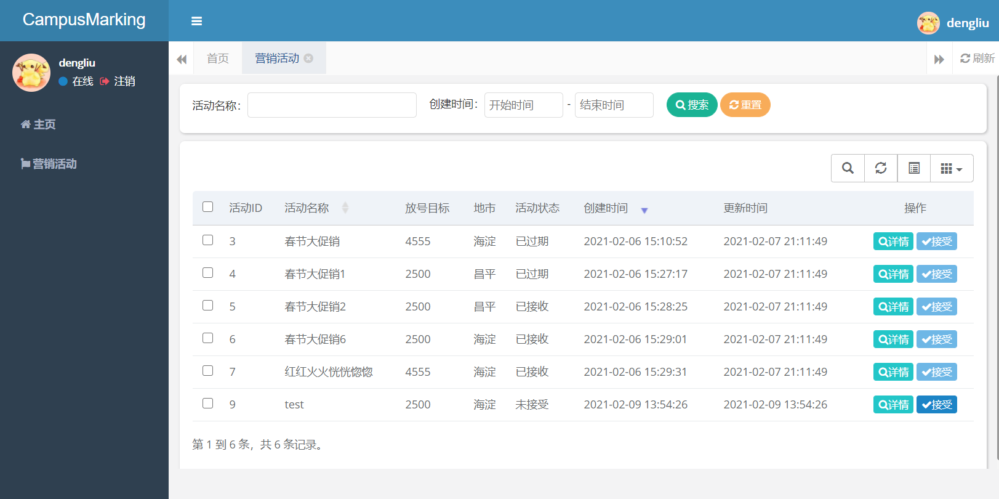 CampusMarking
dengliu
dengliu
在线 注销
主页
营销活动
首页 营销活动 刷新
活动名称： 创建时间： 开始时间 - 结束时间 搜索 重置
活动ID 活动名称 放号目标 地市 活动状态 创建时间 更新时间 操作
3 春节大促销 4555 海淀 已过期 2021-02-06 15:10:52 2021-02-07 21:11:49 详情 接受
4 春节大促销1 2500 昌平 已过期 2021-02-06 15:27:17 2021-02-07 21:11:49 详情 接受
5 春节大促销2 2500 昌平 已接收 2021-02-06 15:28:25 2021-02-07 21:11:49 详情 接受
6 春节大促销6 2500 海淀 已接收 2021-02-06 15:29:01 2021-02-07 21:11:49 详情 接受
7 红红火火恍恍惚惚 4555 海淀 已接收 2021-02-06 15:29:31 2021-02-07 21:11:49 详情 接受
9 test 2500 海淀 未接受 2021-02-09 13:54:26 2021-02-09 13:54:26 详情 接受
第 1 到 6 条，共 6 条记录。